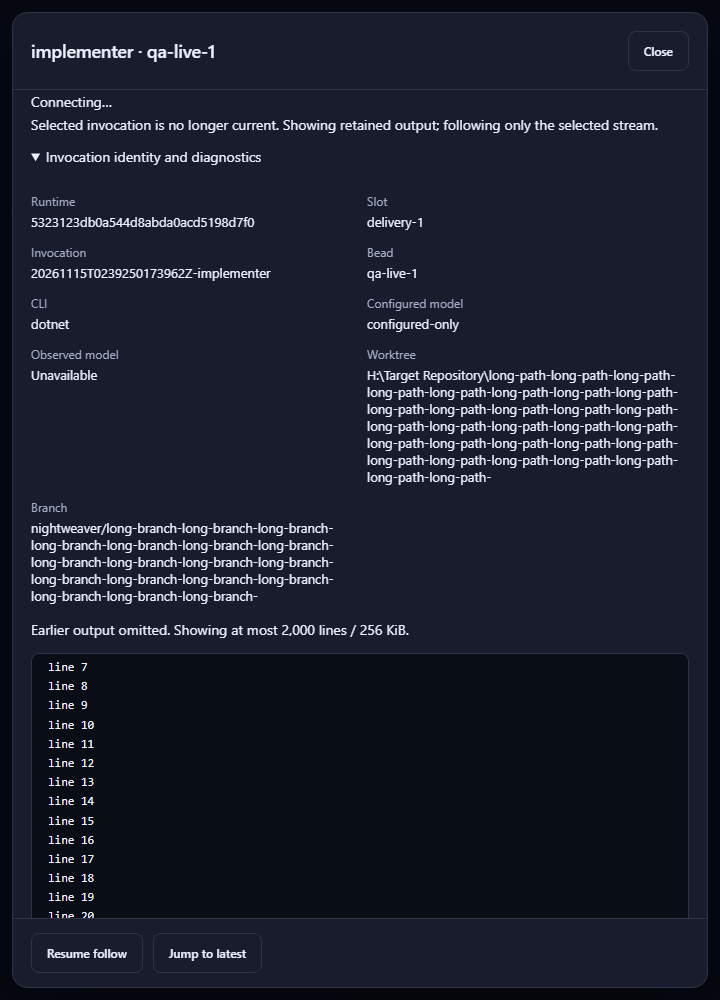 implementer · qa-live-1
Close
Connecting...
Selected invocation is no longer current. Showing retained output; following only the selected stream.
▼ Invocation identity and diagnostics
Runtime
5323123db0a544d8abda0acd5198d7f0
Slot
delivery-1
Invocation
20261115T0239250173962Z-implementer
Bead
qa-live-1
CLI
dotnet
Configured model
configured-only
Observed model
Unavailable
Worktree
H:\Target Repository\long-path-long-path-long-path-
long-path-long-path-long-path-long-path-long-path-
long-path-long-path-long-path-long-path-long-path-
long-path-long-path-long-path-long-path-long-path-
long-path-long-path-long-path-long-path-long-path-
long-path-long-path-long-path-long-path-long-path-
long-path-long-path-
Branch
nightweaver/long-branch-long-branch-long-branch-
long-branch-long-branch-long-branch-long-branch-
long-branch-long-branch-long-branch-long-branch-
long-branch-long-branch-long-branch-long-branch-
long-branch-long-branch-long-branch-
Earlier output omitted. Showing at most 2,000 lines / 256 KiB.
line 7
line 8
line 9
line 10
line 11
line 12
line 13
line 14
line 15
line 16
line 17
line 18
line 19
line 20
Resume follow
Jump to latest